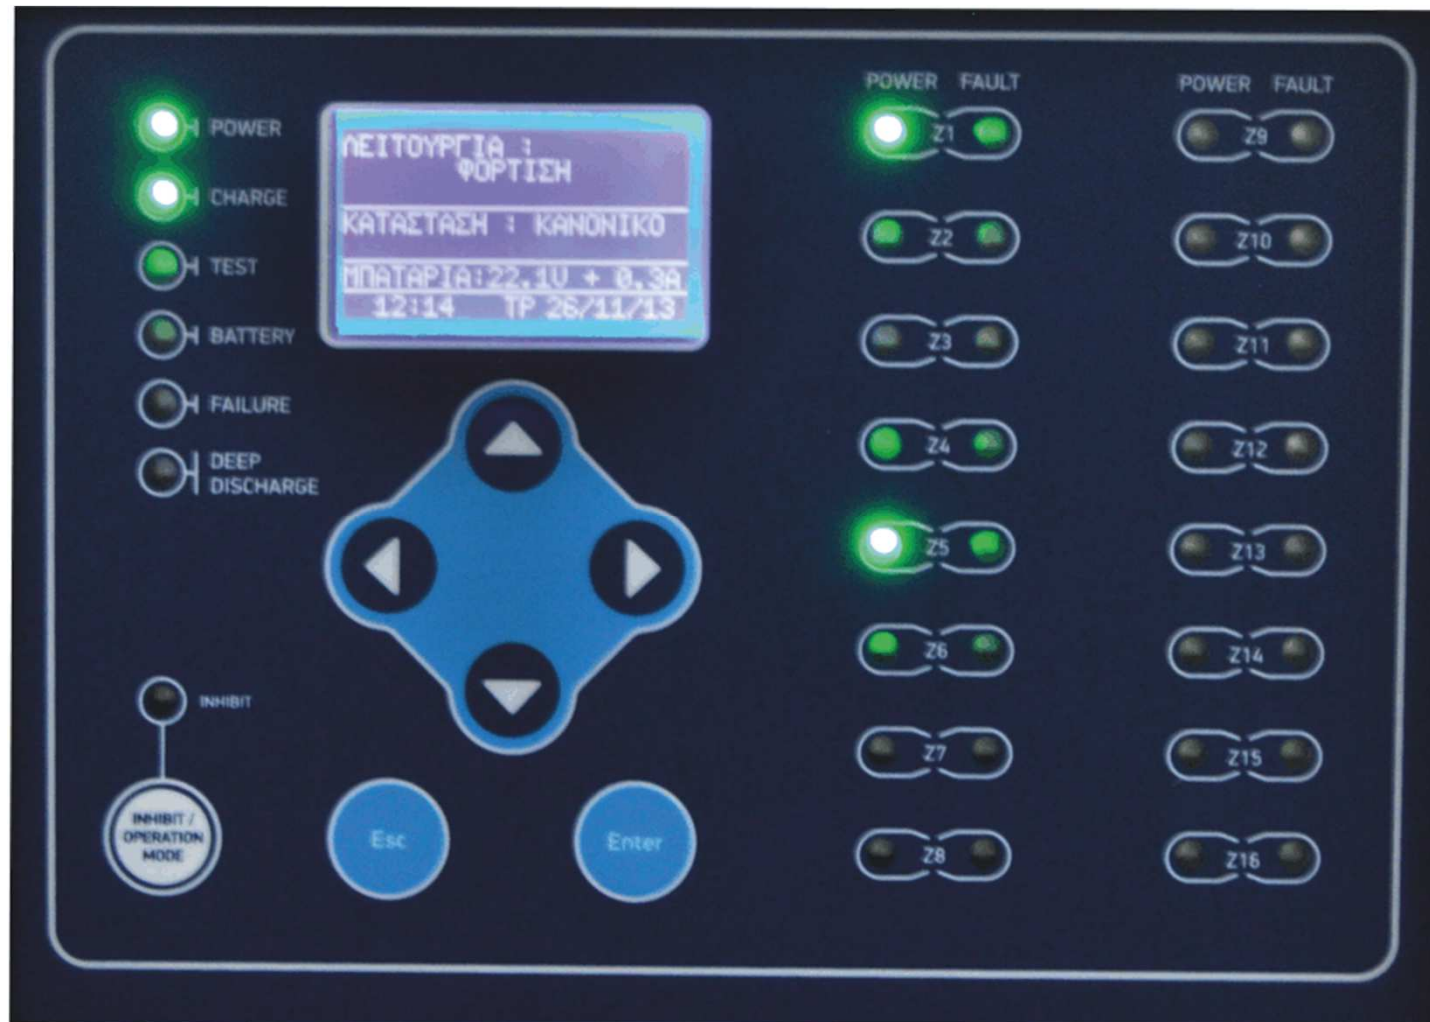 POWER
CHARGE
TEST
BATTERY
FAILURE
DEEP
DISCHARGE
INHIBIT
INHIBIT /
OPERATION
MODE
ΛΕΙΤΟΥΡΓΙΑ :
ΦΟΡΤΙΣΗ
ΚΑΤΑΣΤΑΣΗ : ΚΑΝΟΝΙΚΟ
ΜΠΑΤΑΡΙΑ:22.1V + 0.3A
12:14 ΤΡ 26/11/13
Esc
Enter
POWER FAULT
Z1
Z2
Z3
Z4
Z5
Z6
Z7
Z8
POWER FAULT
Z9
Z10
Z11
Z12
Z13
Z14
Z15
Z16